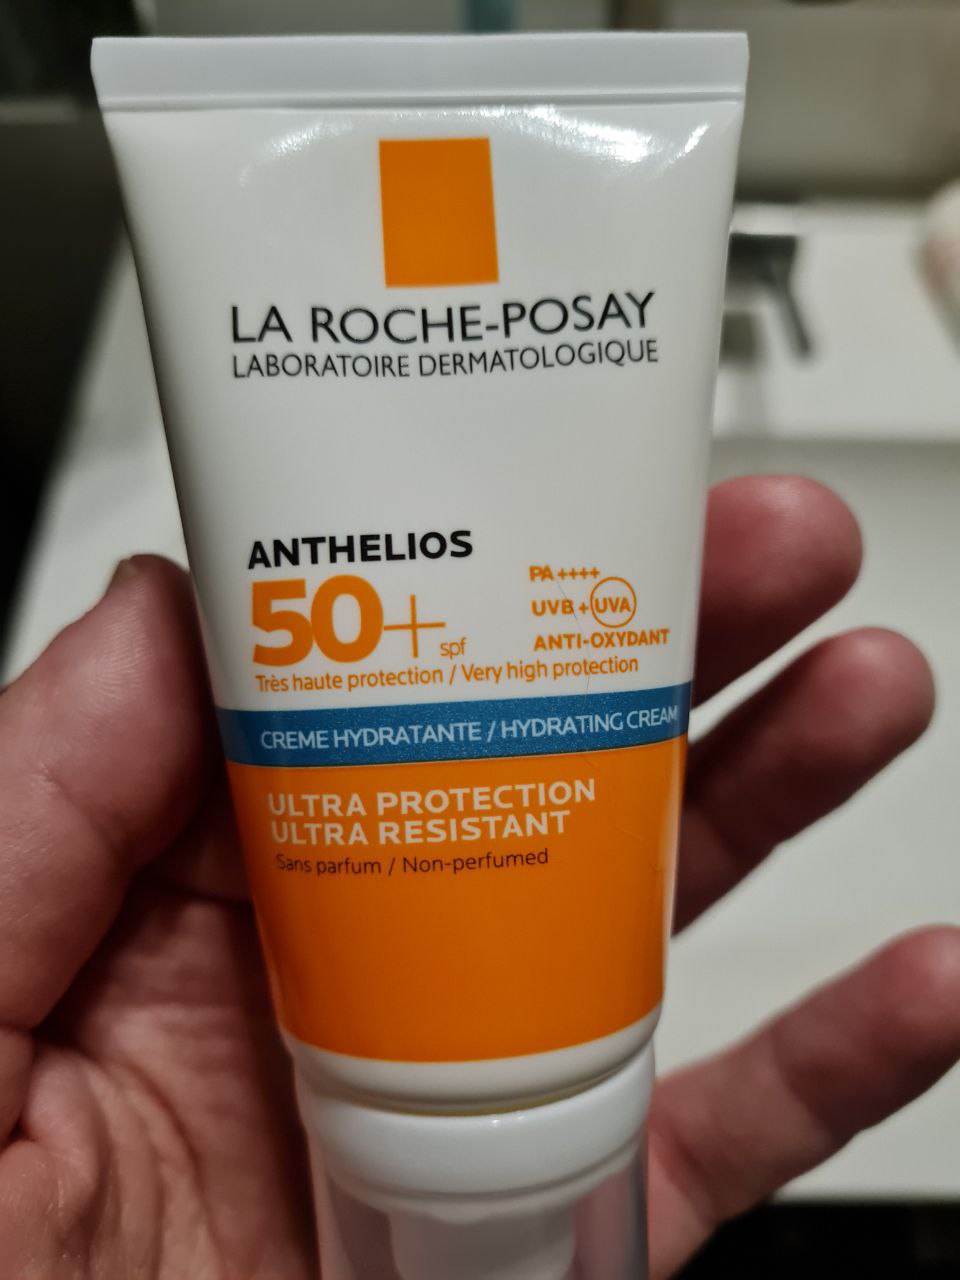 LA ROCHE-POSAY
LABORATOIRE DERMATOLOGIQUE
ANTHELIOS
50+ spf
PA ++++
UVB + UVA
ANTI-OXYDANT
Très haute protection / Very high protection
CREME HYDRATANTE / HYDRATING CREAM
ULTRA PROTECTION
ULTRA RESISTANT
Sans parfum / Non-perfumed